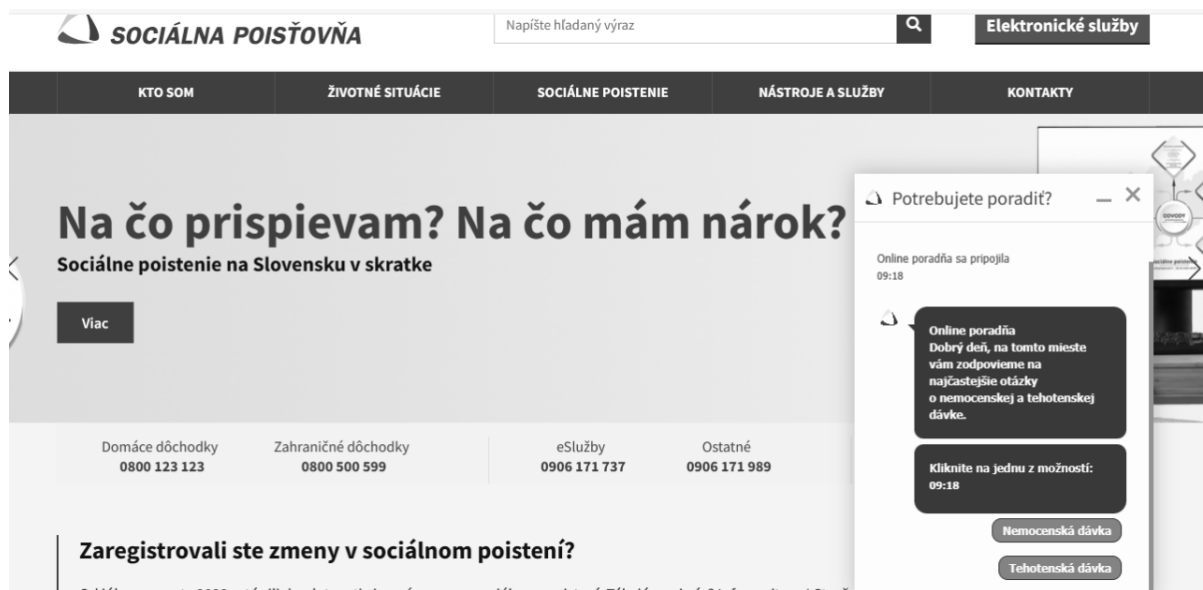 SOCIÁLNA POISŤOVŇA
Napíšte hľadaný výraz
Elektronické služby
KTO SOM
ŽIVOTNÉ SITUÁCIE
SOCIÁLNE POISTENIE
NÁSTROJE A SLUŽBY
KONTAKTY
Na čo prispievam? Na čo mám nárok?
Sociálne poistenie na Slovensku v skratke
Viac
ODVODY
Domáce dôchodky
0800 123 123
Zahraničné dôchodky
0800 500 599
eSlužby
0906 171 737
Ostatné
0906 171 989
Zaregistrovali ste zmeny v sociálnom poistení?
Potrebujete poradiť?
Online poradňa sa pripojila
09:18
Online poradňa
Dobrý deň, na tomto mieste
vám zodpovieme na
najčastejšie otázky
o nemocenskej a tehotenskej
dávke.
Kliknite na jednu z možností:
09:18
Nemocenská dávka
Tehotenská dávka